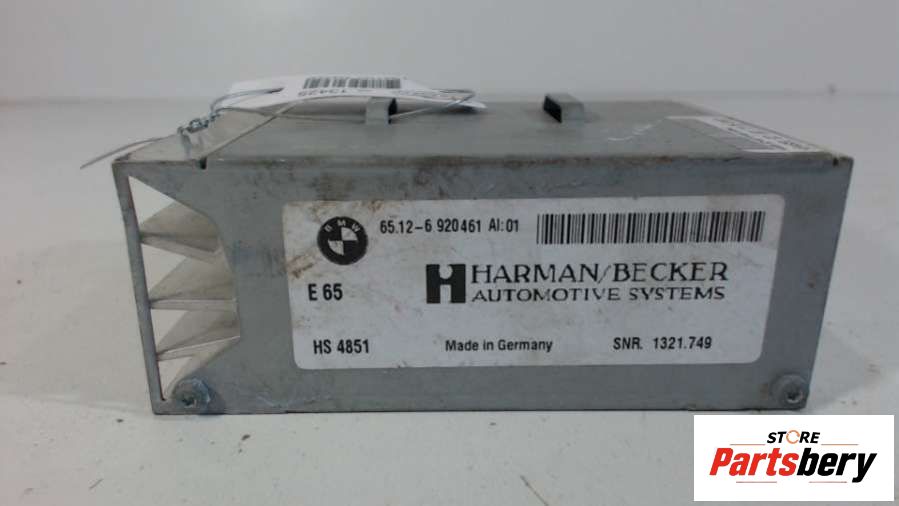 13429
BMW
65.12-6 920461 AI:01
E 65
HARMAN/BECKER
AUTOMOTIVE SYSTEMS
HS 4851
Made in Germany
SNR. 1321.749
STORE
Partsbery